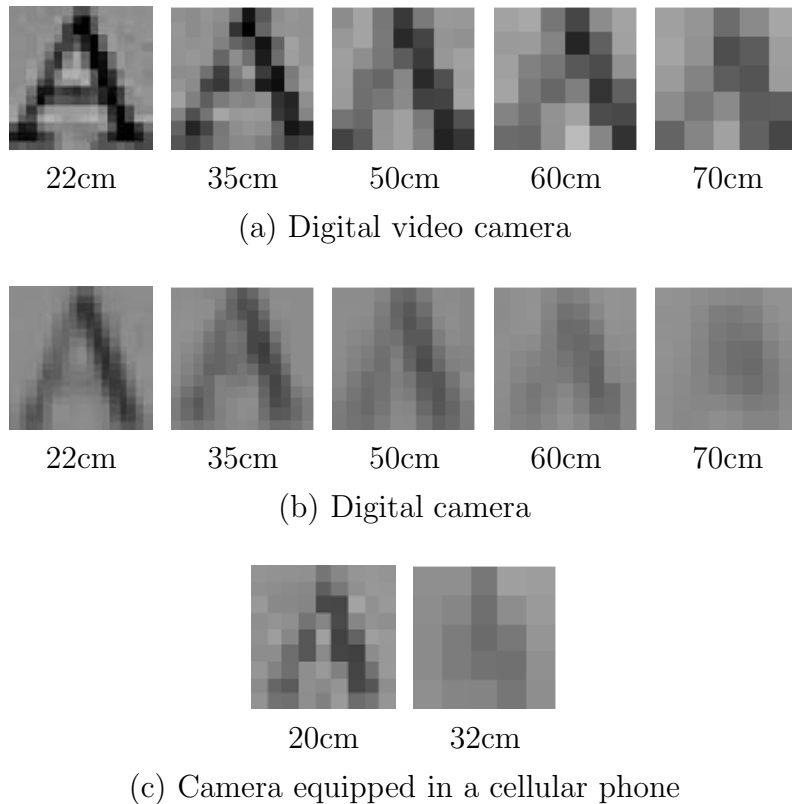 A A A A A
22cm 35cm 50cm 60cm 70cm
(a) Digital video camera
A A A A
22cm 35cm 50cm 60cm 70cm
(b) Digital camera
A
20cm 32cm
(c) Camera equipped in a cellular phone